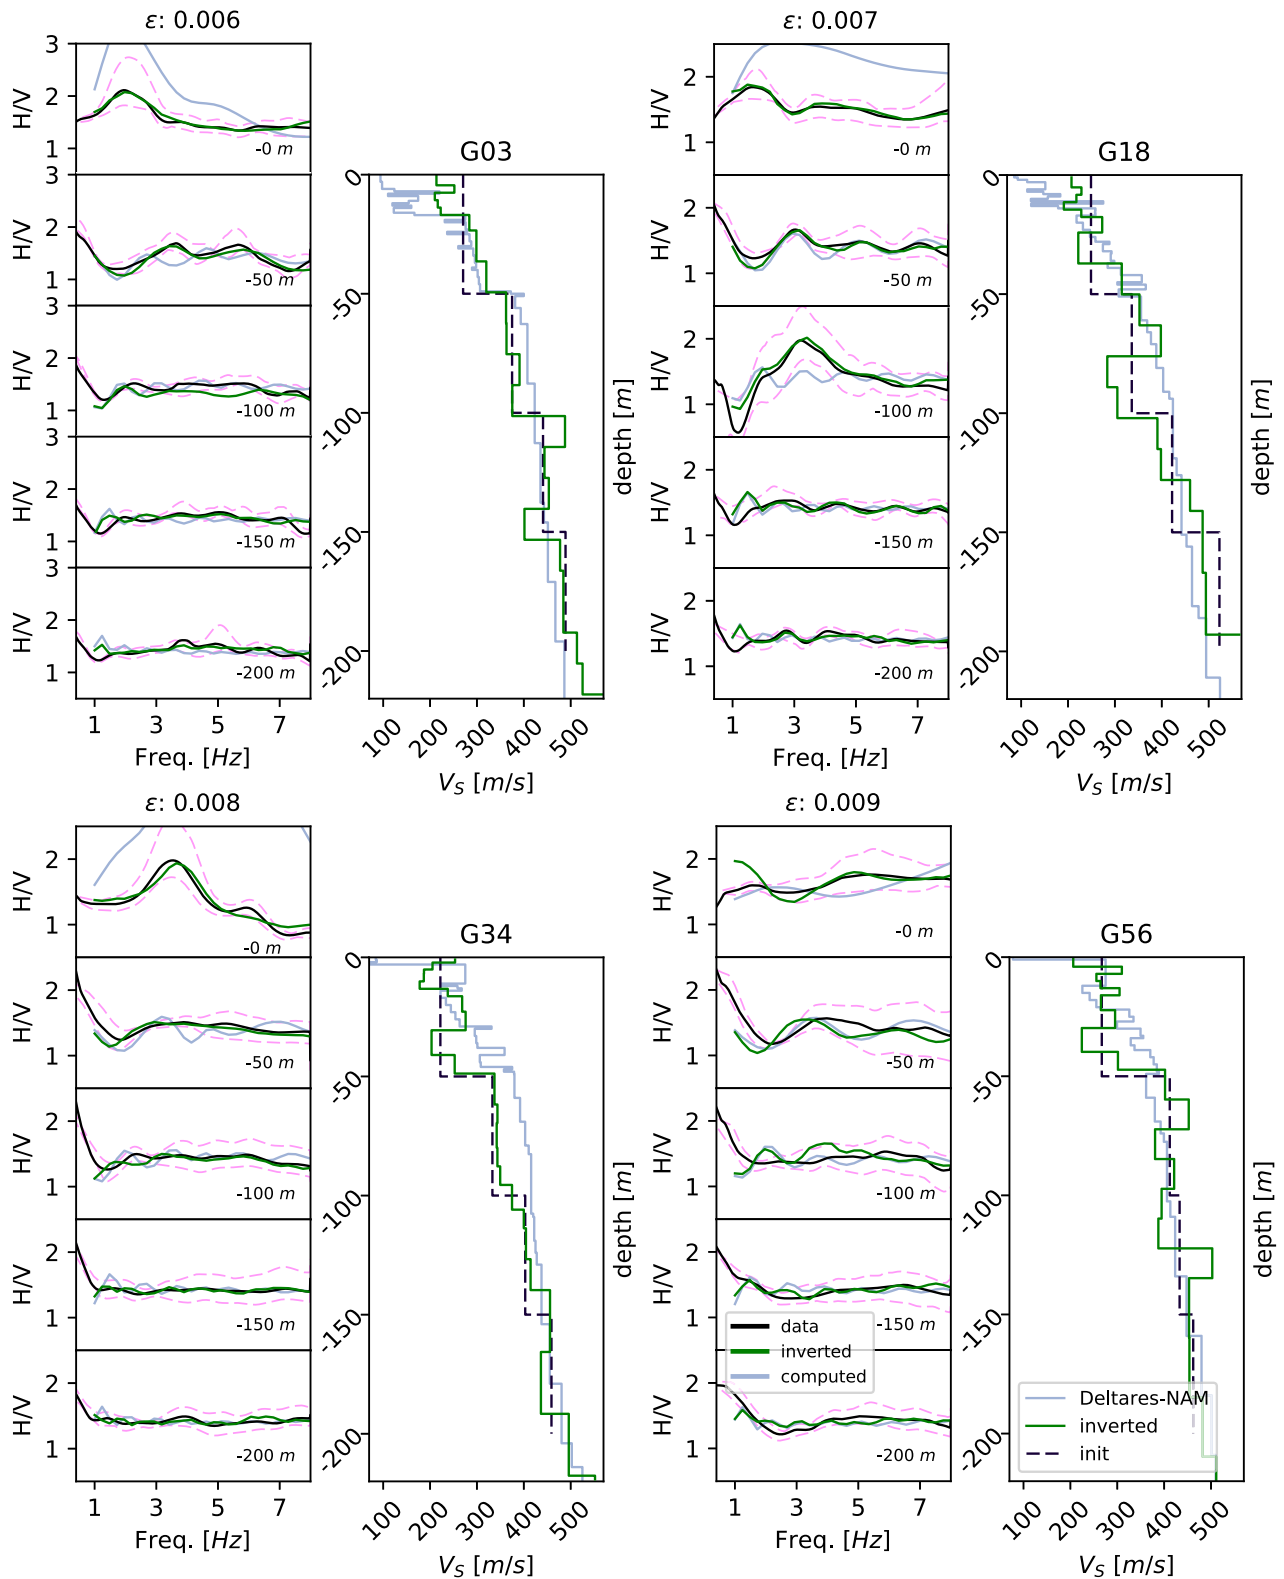 ε: 0.006
3
2
1
H/V
-0 m
3
2
1
H/V
-50 m
3
2
1
H/V
-100 m
3
2
1
H/V
-150 m
3
2
1
H/V
-200 m
1 3 5 7
Freq. [Hz]
G03
0
-50
-100
-150
-200
depth [m]
100 200 300 400 500
V_S [m/s]
ε: 0.007
2
1
H/V
-0 m
2
1
H/V
-50 m
2
1
H/V
-100 m
2
1
H/V
-150 m
2
1
H/V
-200 m
1 3 5 7
Freq. [Hz]
G18
0
-50
-100
-150
-200
depth [m]
100 200 300 400 500
V_S [m/s]
ε: 0.008
2
1
H/V
-0 m
2
1
H/V
-50 m
2
1
H/V
-100 m
2
1
H/V
-150 m
2
1
H/V
-200 m
1 3 5 7
Freq. [Hz]
G34
0
-50
-100
-150
-200
depth [m]
100 200 300 400 500
V_S [m/s]
ε: 0.009
2
1
H/V
-0 m
2
1
H/V
-50 m
2
1
H/V
-100 m
2
1
H/V
-150 m
data
inverted
computed
2
1
H/V
-200 m
1 3 5 7
Freq. [Hz]
G56
0
-50
-100
-150
-200
depth [m]
Deltares-NAM
inverted
init
100 200 300 400 500
V_S [m/s]